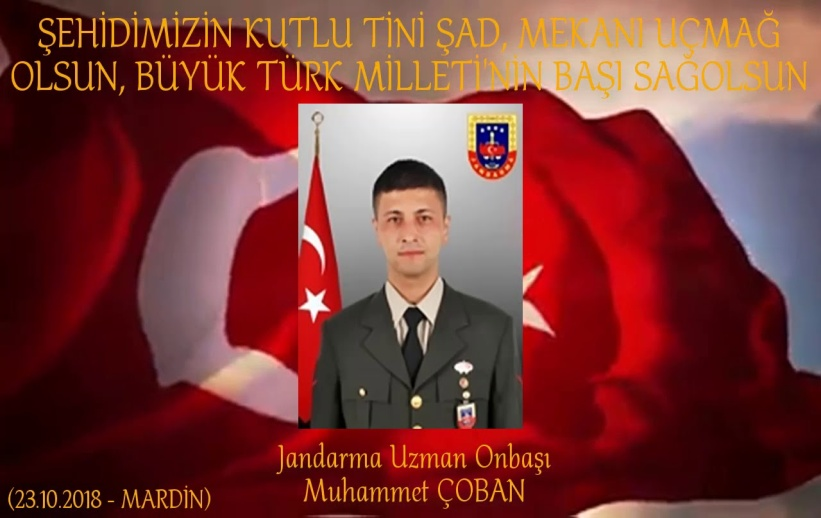 ŞEHİDİMİZİN KUTLU TİNİ ŞAD, MEKANI UÇMAĞ
OLSUN, BÜYÜK TÜRK MİLLETİ'NİN BAŞI SAĞOLSUN
JANDARMA
Jandarma Uzman Onbaşı
Muhammet ÇOBAN
(23.10.2018 - MARDİN)